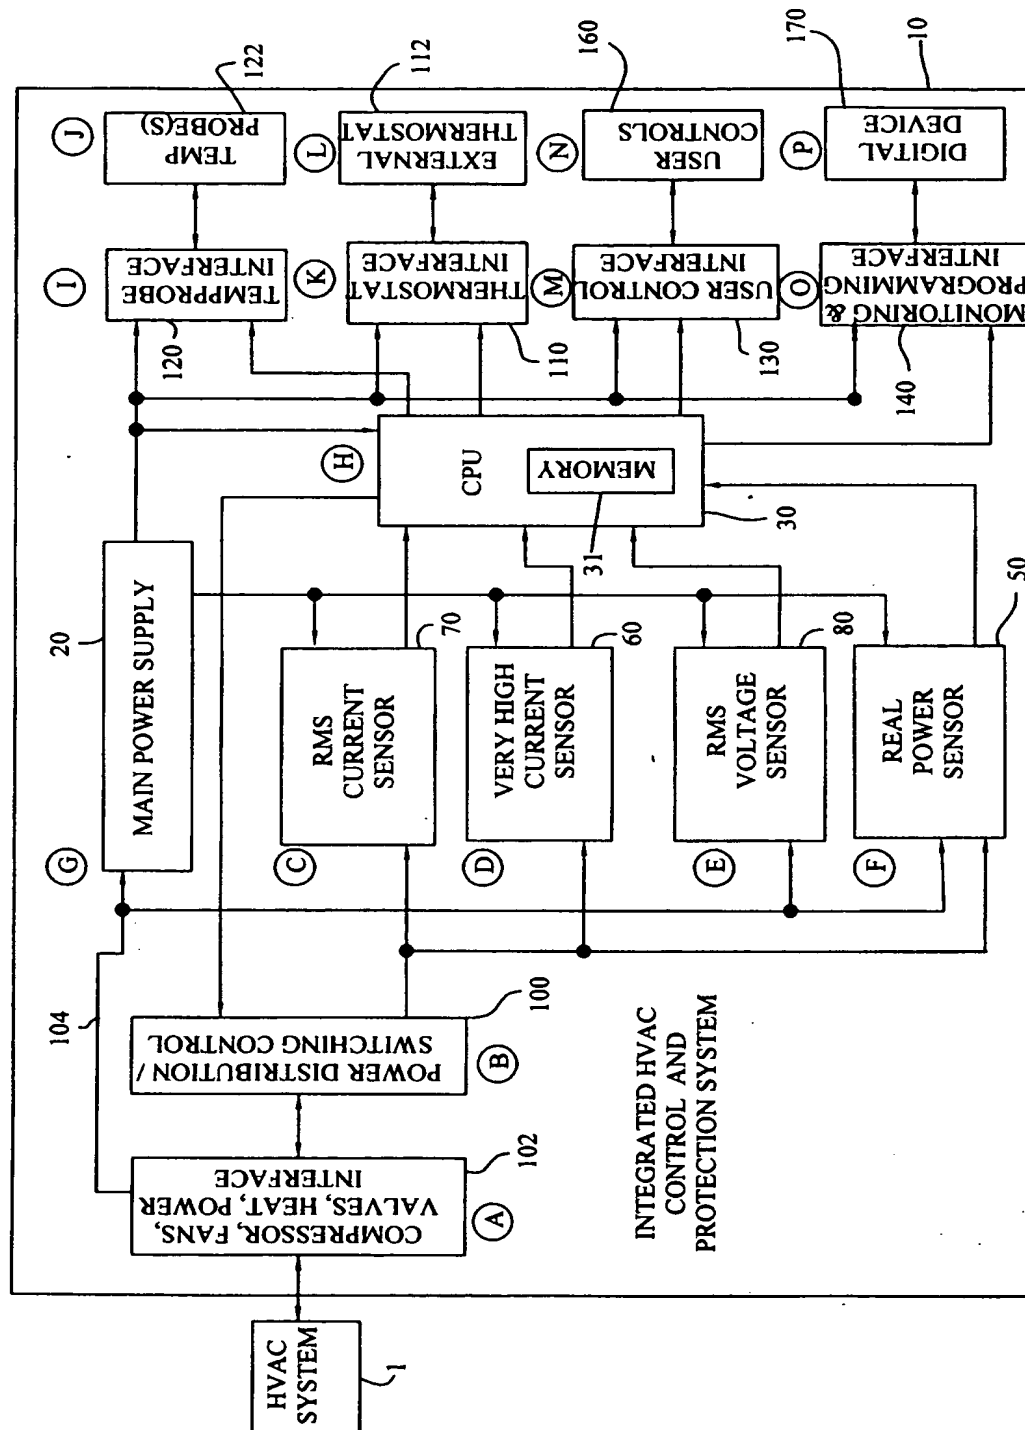 HVAC
SYSTEM
1
COMPRESSOR, FANS,
VALVES, HEAT, POWER
INTERFACE
102
A
104
POWER DISTRIBUTION /
SWITCHING CONTROL
100
B
INTEGRATED HVAC
CONTROL AND
PROTECTION SYSTEM
G
MAIN POWER SUPPLY
20
C
RMS
CURRENT
SENSOR
70
D
VERY HIGH
CURRENT
SENSOR
60
E
RMS
VOLTAGE
SENSOR
80
F
REAL
POWER
SENSOR
50
H
CPU
MEMORY
31
30
I
TEMPPROBE
INTERFACE
120
J
TEMP
PROBE(S)
122
K
THERMOSTAT
INTERFACE
110
L
EXTERNAL
THERMOSTAT
112
M
USER CONTROL
INTERFACE
130
N
USER
CONTROLS
160
O
MONITORING &
PROGRAMMING
INTERFACE
140
P
DIGITAL
DEVICE
170
10